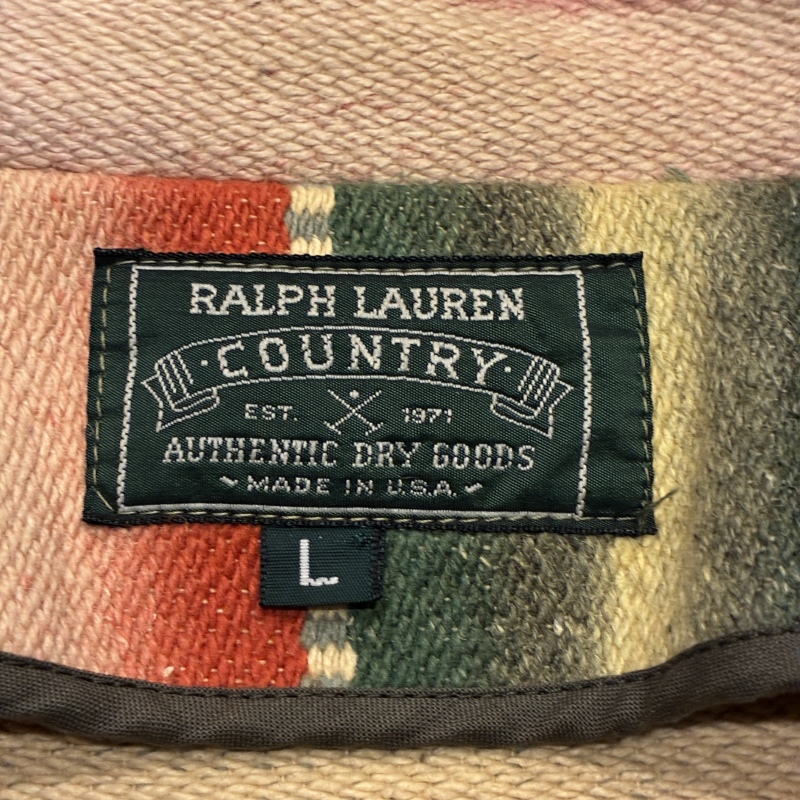 RALPH LAUREN
·COUNTRY·
EST. 1971
AUTHENTIC DRY GOODS
~MADE IN U.S.A.~
L